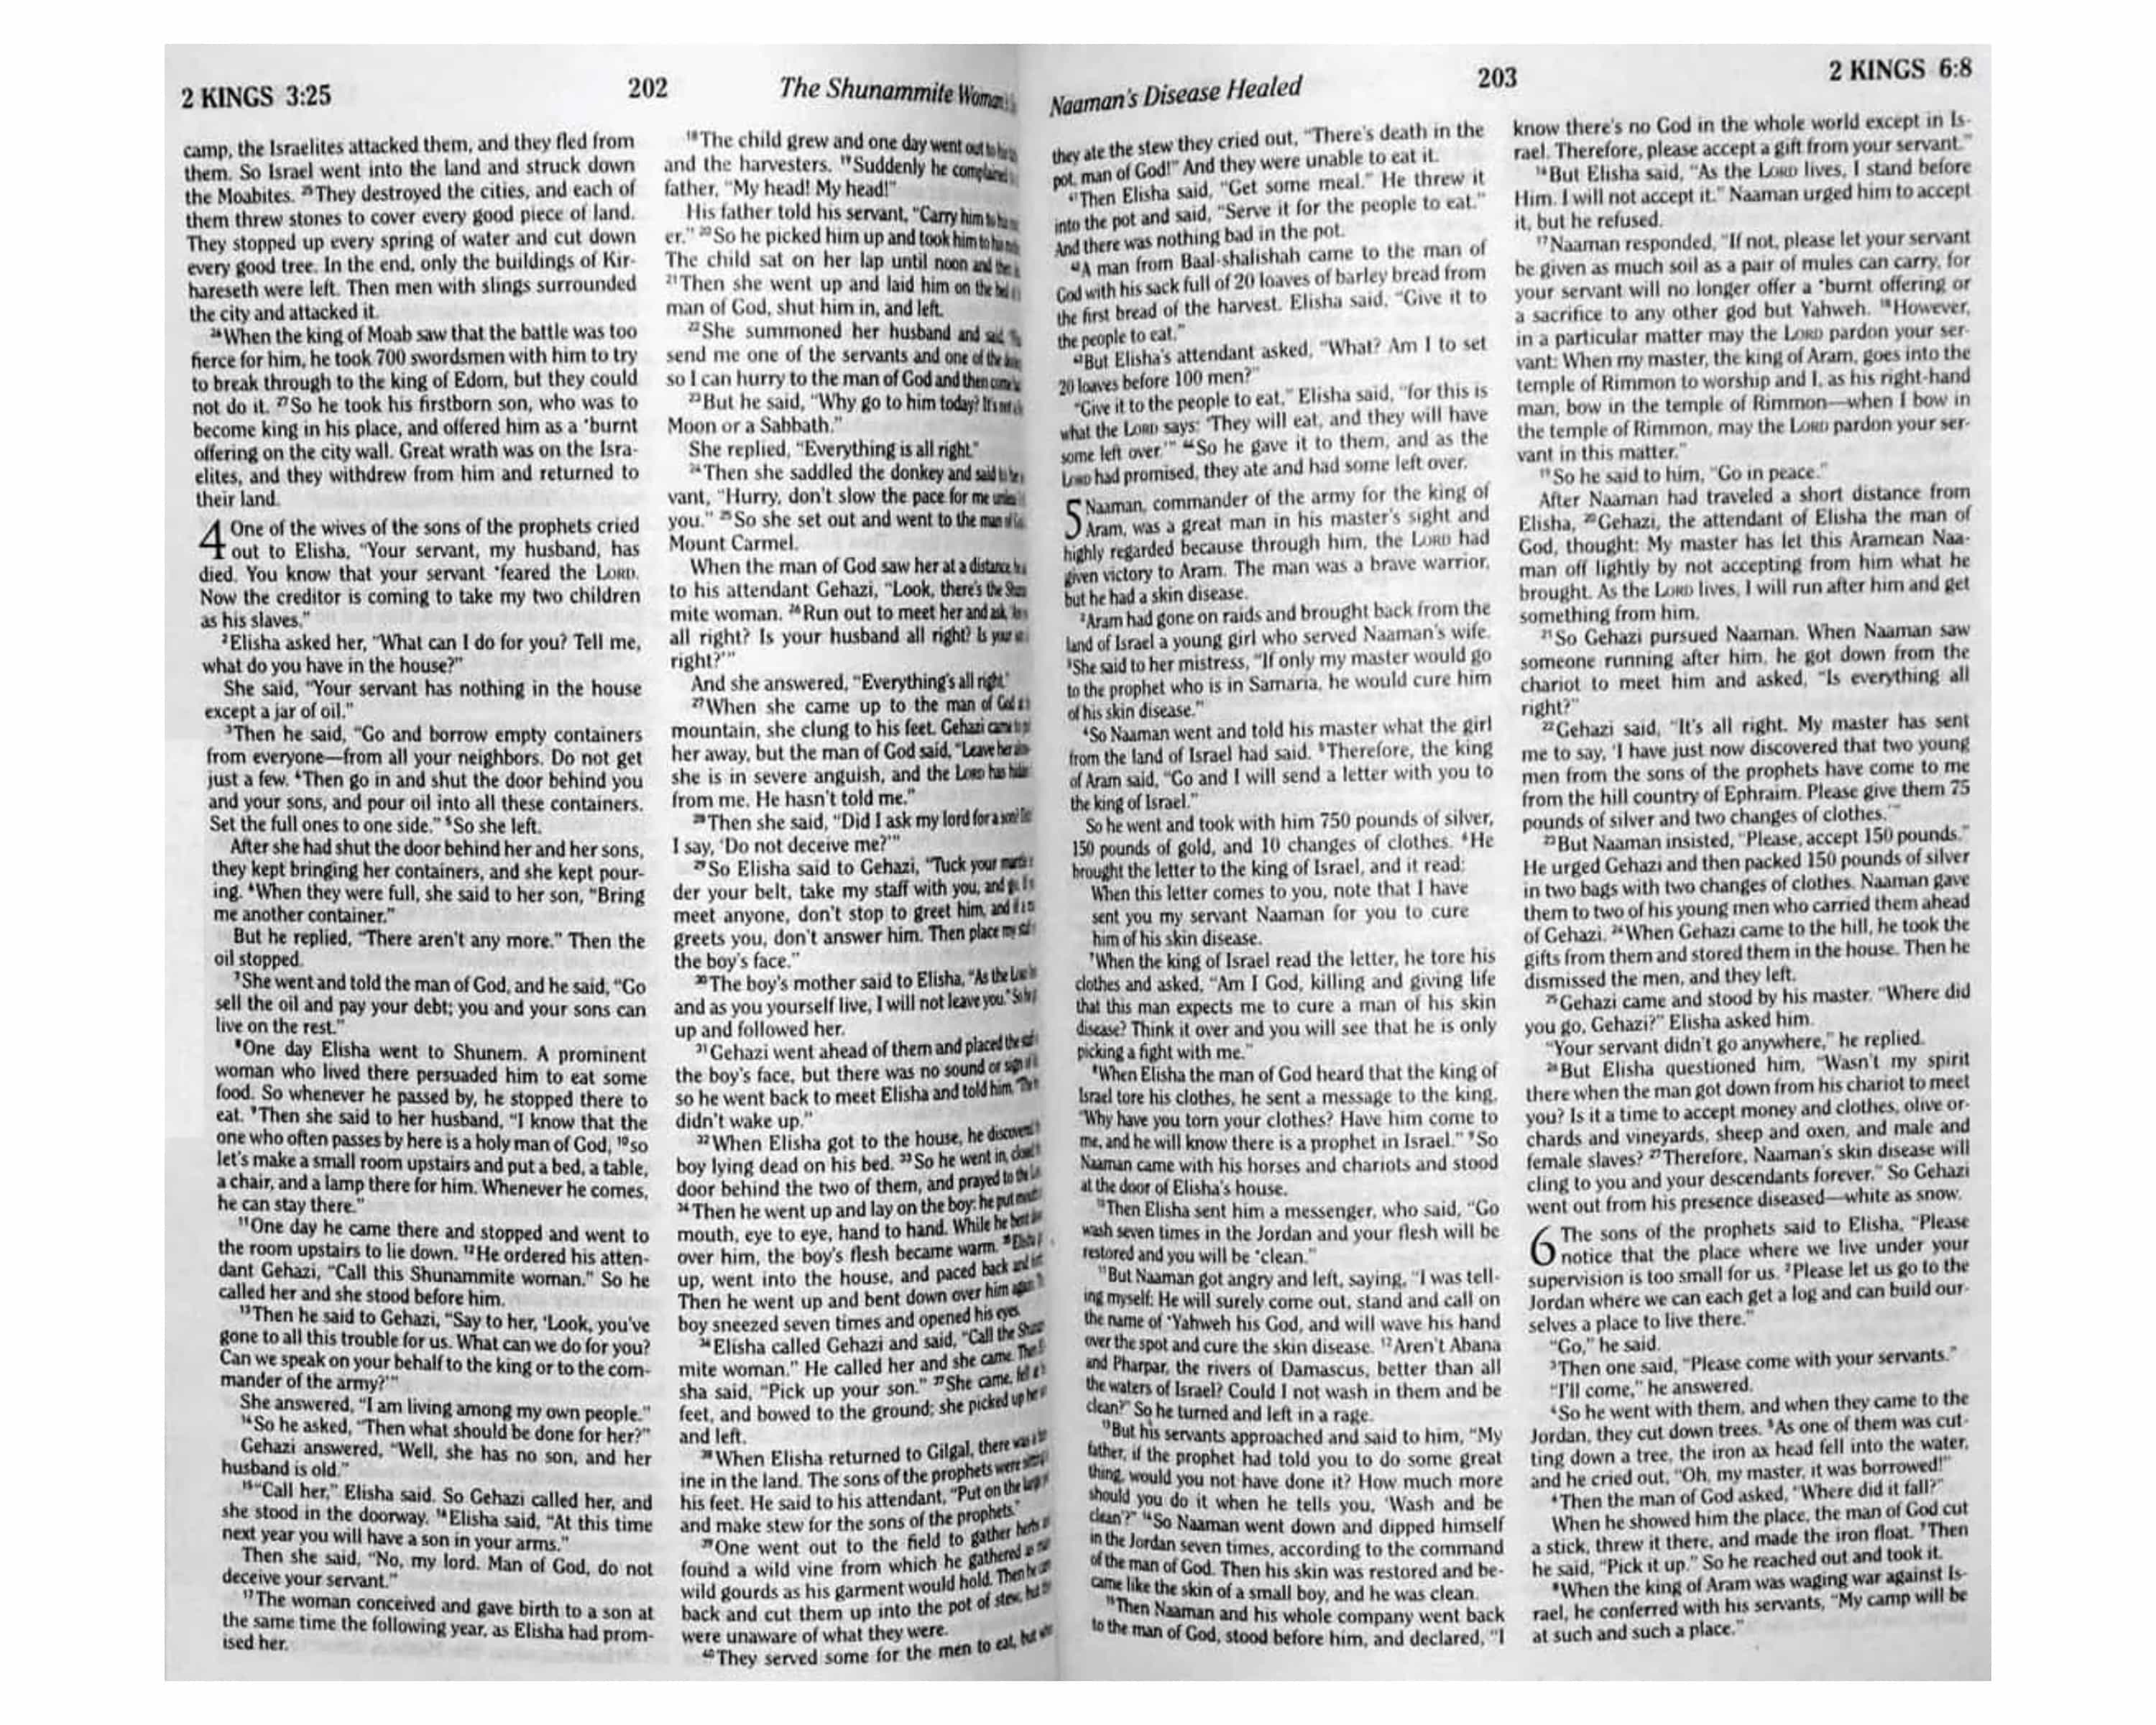 2 KINGS 3:25
202
The Shunammite Woman
camp, the Israelites attacked them, and they fled from
them. So Israel went into the land and struck down
the Moabites. 25They destroyed the cities, and each of
them threw stones to cover every good piece of land.
They stopped up every spring of water and cut down
every good tree. In the end, only the buildings of Kir-
hareseth were left. Then men with slings surrounded
the city and attacked it.
26When the king of Moab saw that the battle was too
fierce for him, he took 700 swordsmen with him to try
to break through to the king of Edom, but they could
not do it. 27So he took his firstborn son, who was to
become king in his place, and offered him as a *burnt
offering on the city wall. Great wrath was on the Isra-
elites, and they withdrew from him and returned to
their land.
4 One of the wives of the sons of the prophets cried
out to Elisha, "Your servant, my husband, has
died. You know that your servant *feared the LORD.
Now the creditor is coming to take my two children
as his slaves."
2Elisha asked her, "What can I do for you? Tell me,
what do you have in the house?"
She said, "Your servant has nothing in the house
except a jar of oil."
3Then he said, "Go and borrow empty containers
from everyone—from all your neighbors. Do not get
just a few. 4Then go in and shut the door behind you
and your sons, and pour oil into all these containers.
Set the full ones to one side." 5So she left.
After she had shut the door behind her and her sons,
they kept bringing her containers, and she kept pour-
ing. 6When they were full, she said to her son, "Bring
me another container."
But he replied, "There aren't any more." Then the
oil stopped.
7She went and told the man of God, and he said, "Go
sell the oil and pay your debt; you and your sons can
live on the rest."
8One day Elisha went to Shunem. A prominent
woman who lived there persuaded him to eat some
food. So whenever he passed by, he stopped there to
eat. 9Then she said to her husband, "I know that the
one who often passes by here is a holy man of God, 10so
let's make a small room upstairs and put a bed, a table,
a chair, and a lamp there for him. Whenever he comes,
he can stay there."
11One day he came there and stopped and went to
the room upstairs to lie down. 12He ordered his atten-
dant Gehazi, "Call this Shunammite woman." So he
called her and she stood before him.
13Then he said to Gehazi, "Say to her, 'Look, you've
gone to all this trouble for us. What can we do for you?
Can we speak on your behalf to the king or to the com-
mander of the army?'"
She answered, "I am living among my own people."
14So he asked, "Then what should be done for her?"
Gehazi answered, "Well, she has no son, and her
husband is old."
15"Call her," Elisha said. So Gehazi called her, and
she stood in the doorway. 16Elisha said, "At this time
next year you will have a son in your arms."
Then she said, "No, my lord. Man of God, do not
deceive your servant."
17The woman conceived and gave birth to a son at
the same time the following year, as Elisha had prom-
ised her.
18The child grew and one day went out to
and the harvesters. 19Suddenly he complained
father, "My head! My head!"
His father told his servant, "Carry him to
er." 20So he picked him up and took him to
The child sat on her lap until noon and then
21Then she went up and laid him on the bed
man of God, shut him in, and left.
22She summoned her husband and said,
send me one of the servants and one of the
so I can hurry to the man of God and then come
23But he said, "Why go to him today? It's not
Moon or a Sabbath."
She replied, "Everything is all right."
24Then she saddled the donkey and said to
vant, "Hurry, don't slow the pace for me unless
you." 25So she set out and went to the man
Mount Carmel.
When the man of God saw her at a distance,
to his attendant Gehazi, "Look, there's the Shuna
mite woman. 26Run out to meet her and ask,
all right? Is your husband all right? Is your
right?'"
And she answered, "Everything's all right."
27When she came up to the man of God
mountain, she clung to his feet. Gehazi came
her away, but the man of God said, "Leave her
she is in severe anguish, and the LORD has
from me. He hasn't told me."
28Then she said, "Did I ask my lord for a son?
I say, 'Do not deceive me?'"
29So Elisha said to Gehazi, "Tuck your
der your belt, take my staff with you, and go.
meet anyone, don't stop to greet him, and
greets you, don't answer him. Then place my
the boy's face."
30The boy's mother said to Elisha, "As the
and as you yourself live, I will not leave you."
up and followed her.
31Gehazi went ahead of them and placed the
the boy's face, but there was no sound or sign
so he went back to meet Elisha and told him,
didn't wake up."
32When Elisha got to the house, he discovered
boy lying dead on his bed. 33So he went in,
door behind the two of them, and prayed to the
34Then he went up and lay on the boy: he put
mouth, eye to eye, hand to hand. While he bent
over him, the boy's flesh became warm. 35Elisha
up, went into the house, and paced back and
Then he went up and bent down over him again.
boy sneezed seven times and opened his eyes.
36Elisha called Gehazi and said, "Call the
mite woman." He called her and she came. Then
sha said, "Pick up your son." 37She came, fell
feet, and bowed to the ground; she picked up
and left.
38When Elisha returned to Gilgal, there was
ine in the land. The sons of the prophets were
his feet. He said to his attendant, "Put on the
and make stew for the sons of the prophets."
39One went out to the field to gather herbs
found a wild vine from which he gathered
wild gourds as his garment would hold. Then he
back and cut them up into the pot of stew, but
were unaware of what they were.
40They served some for the men to eat, but
Naaman's Disease Healed
203
2 KINGS 6:8
they ate the stew they cried out, "There's death in the
pot, man of God!" And they were unable to eat it.
41Then Elisha said, "Get some meal." He threw it
into the pot and said, "Serve it for the people to eat."
And there was nothing bad in the pot.
42A man from Baal-shalishah came to the man of
God with his sack full of 20 loaves of barley bread from
the first bread of the harvest. Elisha said, "Give it to
the people to eat."
43But Elisha's attendant asked, "What? Am I to set
20 loaves before 100 men?"
"Give it to the people to eat," Elisha said, "for this is
what the LORD says: 'They will eat, and they will have
some left over.'" 44So he gave it to them, and as the
LORD had promised, they ate and had some left over.
5 Naaman, commander of the army for the king of
Aram, was a great man in his master's sight and
highly regarded because through him, the LORD had
given victory to Aram. The man was a brave warrior,
but he had a skin disease.
2Aram had gone on raids and brought back from the
land of Israel a young girl who served Naaman's wife.
3She said to her mistress, "If only my master would go
to the prophet who is in Samaria, he would cure him
of his skin disease."
4So Naaman went and told his master what the girl
from the land of Israel had said. 5Therefore, the king
of Aram said, "Go and I will send a letter with you to
the king of Israel."
So he went and took with him 750 pounds of silver,
150 pounds of gold, and 10 changes of clothes. 6He
brought the letter to the king of Israel, and it read:
When this letter comes to you, note that I have
sent you my servant Naaman for you to cure
him of his skin disease.
7When the king of Israel read the letter, he tore his
clothes and asked, "Am I God, killing and giving life
that this man expects me to cure a man of his skin
disease? Think it over and you will see that he is only
picking a fight with me."
8When Elisha the man of God heard that the king of
Israel tore his clothes, he sent a message to the king,
"Why have you torn your clothes? Have him come to
me, and he will know there is a prophet in Israel." 9So
Naaman came with his horses and chariots and stood
at the door of Elisha's house.
10Then Elisha sent him a messenger, who said, "Go
wash seven times in the Jordan and your flesh will be
restored and you will be *clean."
11But Naaman got angry and left, saying, "I was tell-
ing myself: He will surely come out, stand and call on
the name of *Yahweh his God, and will wave his hand
over the spot and cure the skin disease. 12Aren't Abana
and Pharpar, the rivers of Damascus, better than all
the waters of Israel? Could I not wash in them and be
clean?" So he turned and left in a rage.
13But his servants approached and said to him, "My
father, if the prophet had told you to do some great
thing, would you not have done it? How much more
should you do it when he tells you, 'Wash and be
clean'?" 14So Naaman went down and dipped himself
in the Jordan seven times, according to the command
of the man of God. Then his skin was restored and be-
came like the skin of a small boy, and he was clean.
15Then Naaman and his whole company went back
to the man of God, stood before him, and declared, "I
know there's no God in the whole world except in Is-
rael. Therefore, please accept a gift from your servant."
16But Elisha said, "As the LORD lives, I stand before
Him. I will not accept it." Naaman urged him to accept
it, but he refused.
17Naaman responded, "If not, please let your servant
be given as much soil as a pair of mules can carry, for
your servant will no longer offer a *burnt offering or
a sacrifice to any other god but Yahweh. 18However,
in a particular matter may the LORD pardon your ser-
vant: When my master, the king of Aram, goes into the
temple of Rimmon to worship and I, as his right-hand
man, bow in the temple of Rimmon—when I bow in
the temple of Rimmon, may the LORD pardon your ser-
vant in this matter."
19So he said to him, "Go in peace."
After Naaman had traveled a short distance from
Elisha, 20Gehazi, the attendant of Elisha the man of
God, thought: My master has let this Aramean Naa-
man off lightly by not accepting from him what he
brought. As the LORD lives, I will run after him and get
something from him.
21So Gehazi pursued Naaman. When Naaman saw
someone running after him, he got down from the
chariot to meet him and asked, "Is everything all
right?"
22Gehazi said, "It's all right. My master has sent
me to say, 'I have just now discovered that two young
men from the sons of the prophets have come to me
from the hill country of Ephraim. Please give them 75
pounds of silver and two changes of clothes.'"
23But Naaman insisted, "Please, accept 150 pounds."
He urged Gehazi and then packed 150 pounds of silver
in two bags with two changes of clothes. Naaman gave
them to two of his young men who carried them ahead
of Gehazi. 24When Gehazi came to the hill, he took the
gifts from them and stored them in the house. Then he
dismissed the men, and they left.
25Gehazi came and stood by his master. "Where did
you go, Gehazi?" Elisha asked him.
"Your servant didn't go anywhere," he replied.
26But Elisha questioned him, "Wasn't my spirit
there when the man got down from his chariot to meet
you? Is it a time to accept money and clothes, olive or-
chards and vineyards, sheep and oxen, and male and
female slaves? 27Therefore, Naaman's skin disease will
cling to you and your descendants forever." So Gehazi
went out from his presence diseased—white as snow.
6 The sons of the prophets said to Elisha, "Please
notice that the place where we live under your
supervision is too small for us. 2Please let us go to the
Jordan where we can each get a log and can build our-
selves a place to live there."
"Go," he said.
3Then one said, "Please come with your servants."
"I'll come," he answered.
4So he went with them, and when they came to the
Jordan, they cut down trees. 5As one of them was cut-
ting down a tree, the iron ax head fell into the water,
and he cried out, "Oh, my master, it was borrowed!"
6Then the man of God asked, "Where did it fall?"
When he showed him the place, the man of God cut
a stick, threw it there, and made the iron float. 7Then
he said, "Pick it up." So he reached out and took it.
8When the king of Aram was waging war against Is-
rael, he conferred with his servants, "My camp will be
at such and such a place."